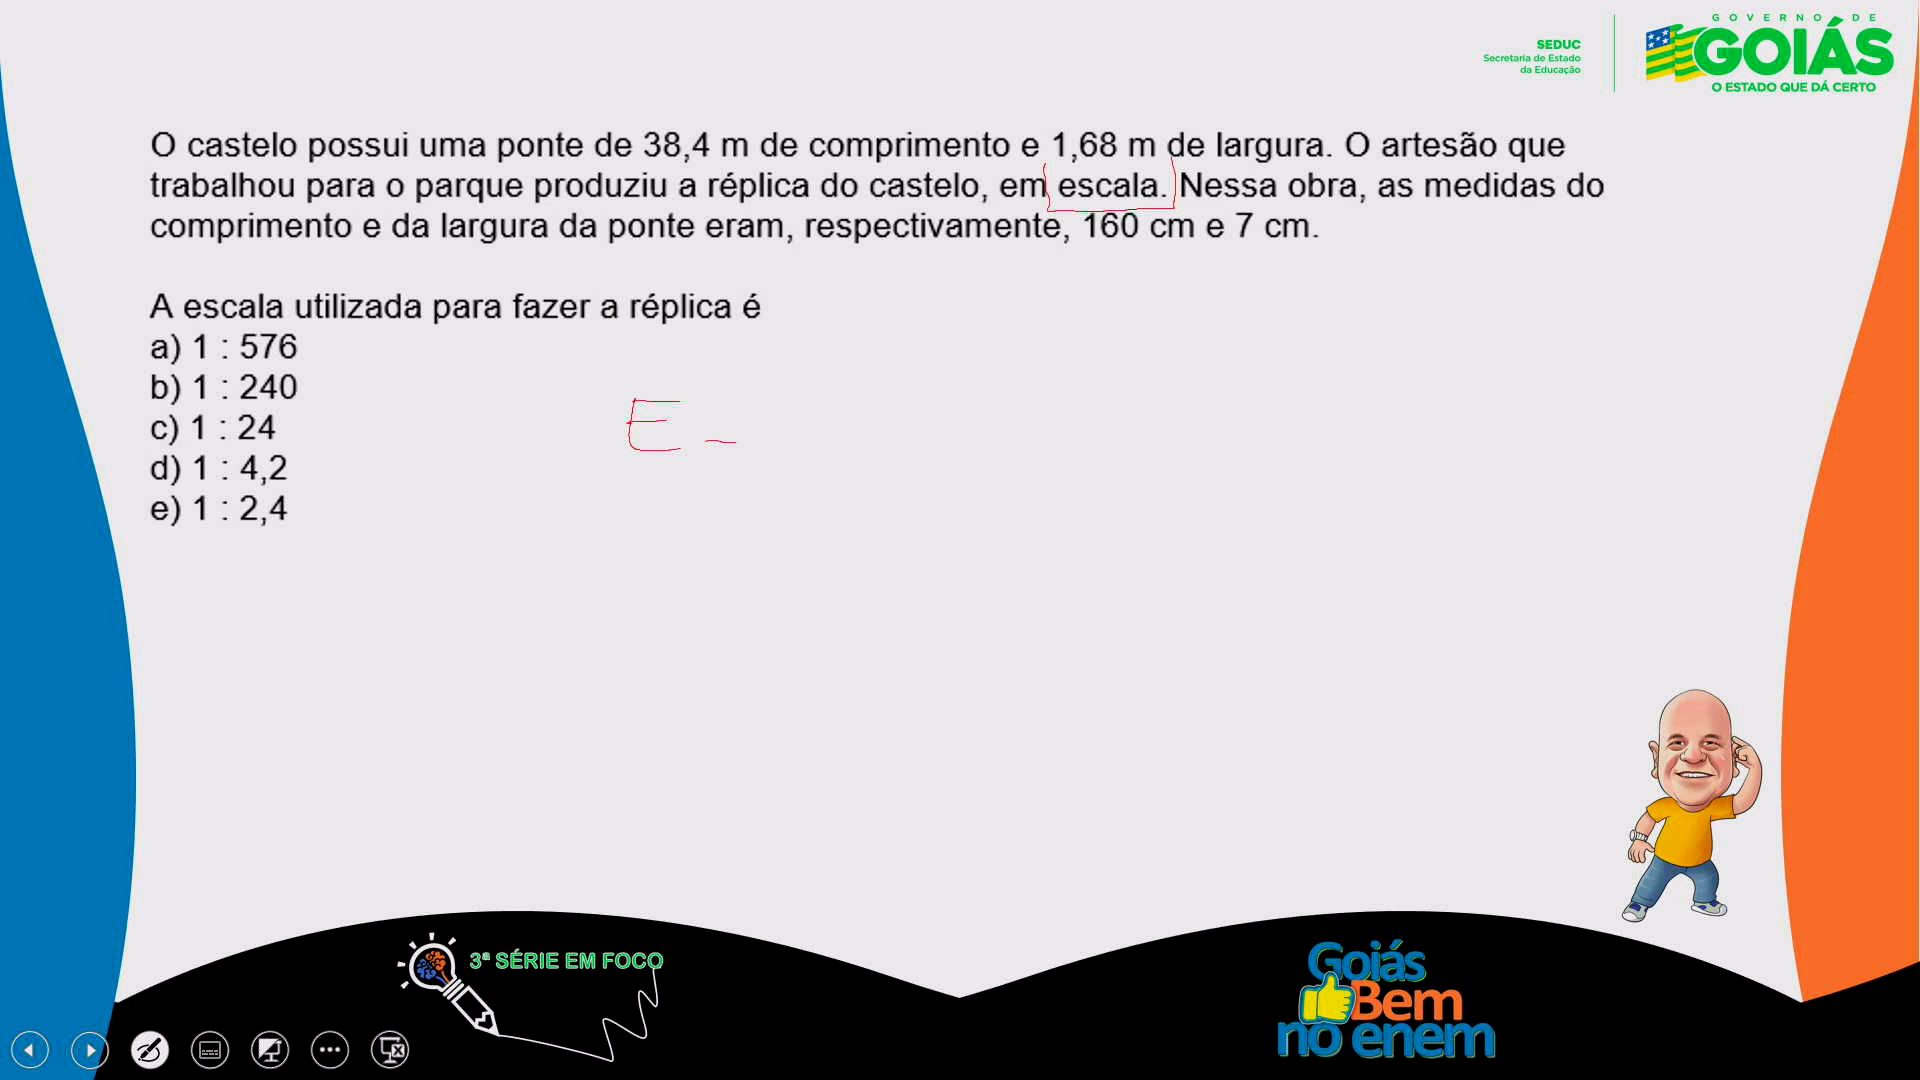 GOVERNO DE
GOIÁS
O ESTADO QUE DÁ CERTO
SEDUC
Secretaria de Estado
da Educação
O castelo possui uma ponte de 38,4 m de comprimento e 1,68 m de largura. O artesão que
trabalhou para o parque produziu a réplica do castelo, em escala. Nessa obra, as medidas do
comprimento e da largura da ponte eram, respectivamente, 160 cm e 7 cm.
A escala utilizada para fazer a réplica é
a) 1 : 576
b) 1 : 240
c) 1 : 24
d) 1 : 4,2
e) 1 : 2,4
E -
3ª SÉRIE EM FOCO
Goiás
Bem
no enem